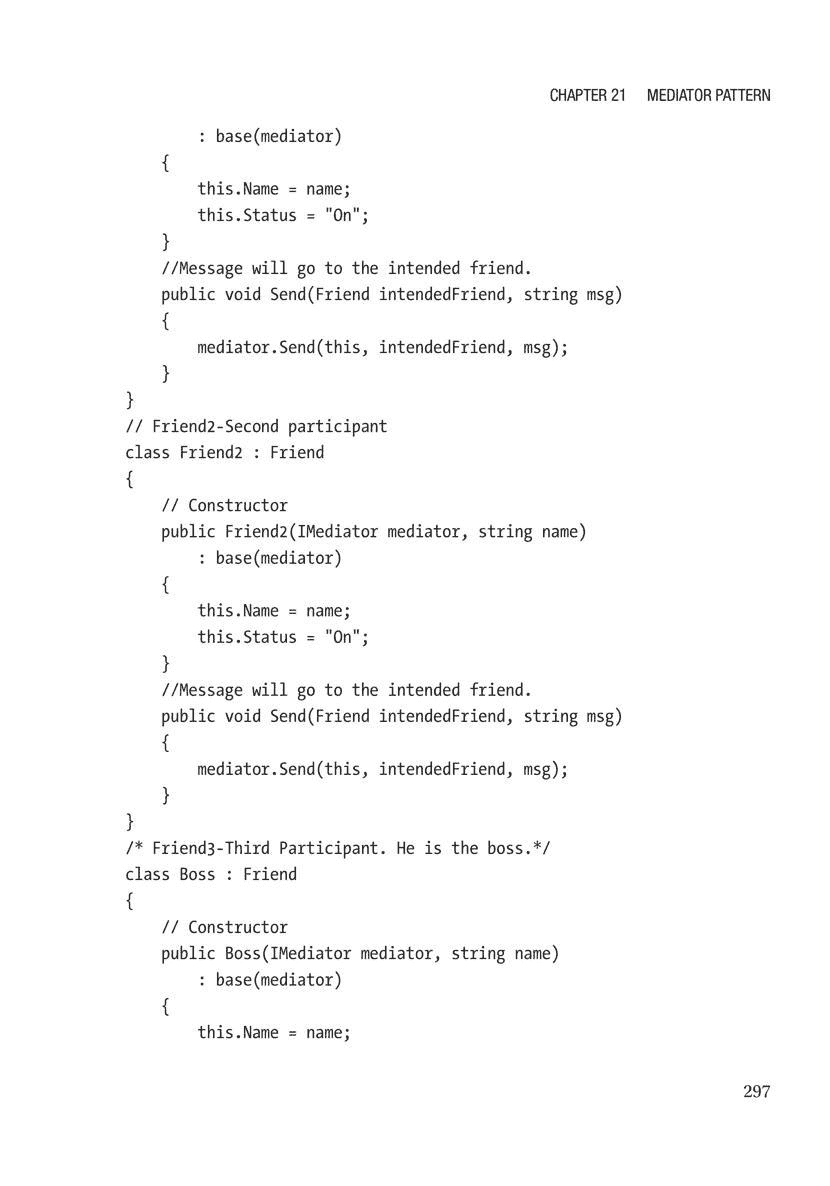 CHAPTER 21 MEDIATOR PATTERN
: base(mediator)
{
this.Name = name;
this.Status = "On";
}
//Message will go to the intended friend.
public void Send(Friend intendedFriend, string msg)
{
mediator.Send(this, intendedFriend, msg);
}
}
// Friend2-Second participant
class Friend2 : Friend
{
// Constructor
public Friend2(IMediator mediator, string name)
: base(mediator)
{
this.Name = name;
this.Status = "On";
}
//Message will go to the intended friend.
public void Send(Friend intendedFriend, string msg)
{
mediator.Send(this, intendedFriend, msg);
}
}
/* Friend3-Third Participant. He is the boss.*/
class Boss : Friend
{
// Constructor
public Boss(IMediator mediator, string name)
: base(mediator)
{
this.Name = name;
297